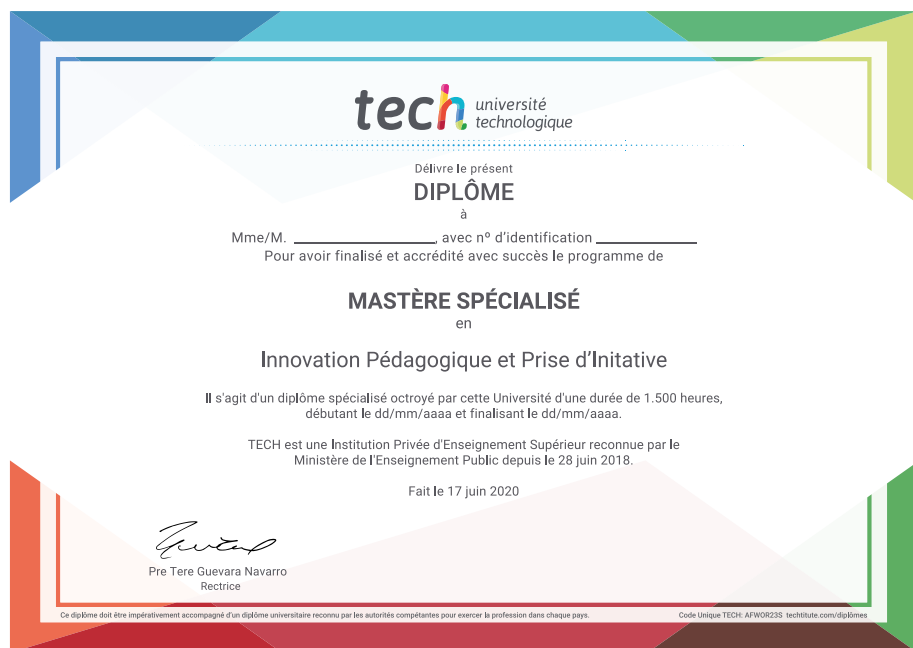 tech université
technologique
Délivre le présent
DIPLÔME
à
Mme/M. ____________________, avec nº d'identification ______________
Pour avoir finalisé et accrédité avec succès le programme de
MASTÈRE SPÉCIALISÉ
en
Innovation Pédagogique et Prise d'Initative
Il s'agit d'un diplôme spécialisé octroyé par cette Université d'une durée de 1.500 heures,
débutant le dd/mm/aaaa et finalisant le dd/mm/aaaa.
TECH est une Institution Privée d'Enseignement Supérieur reconnue par le
Ministère de l'Enseignement Public depuis le 28 juin 2018.
Fait le 17 juin 2020
Pre Tere Guevara Navarro
Rectrice
Ce diplôme doit être impérativement accompagné d'un diplôme universitaire reconnu par les autorités compétentes pour exercer la profession dans chaque pays.
Code Unique TECH: AFWOR23S techtitute.com/diplômes